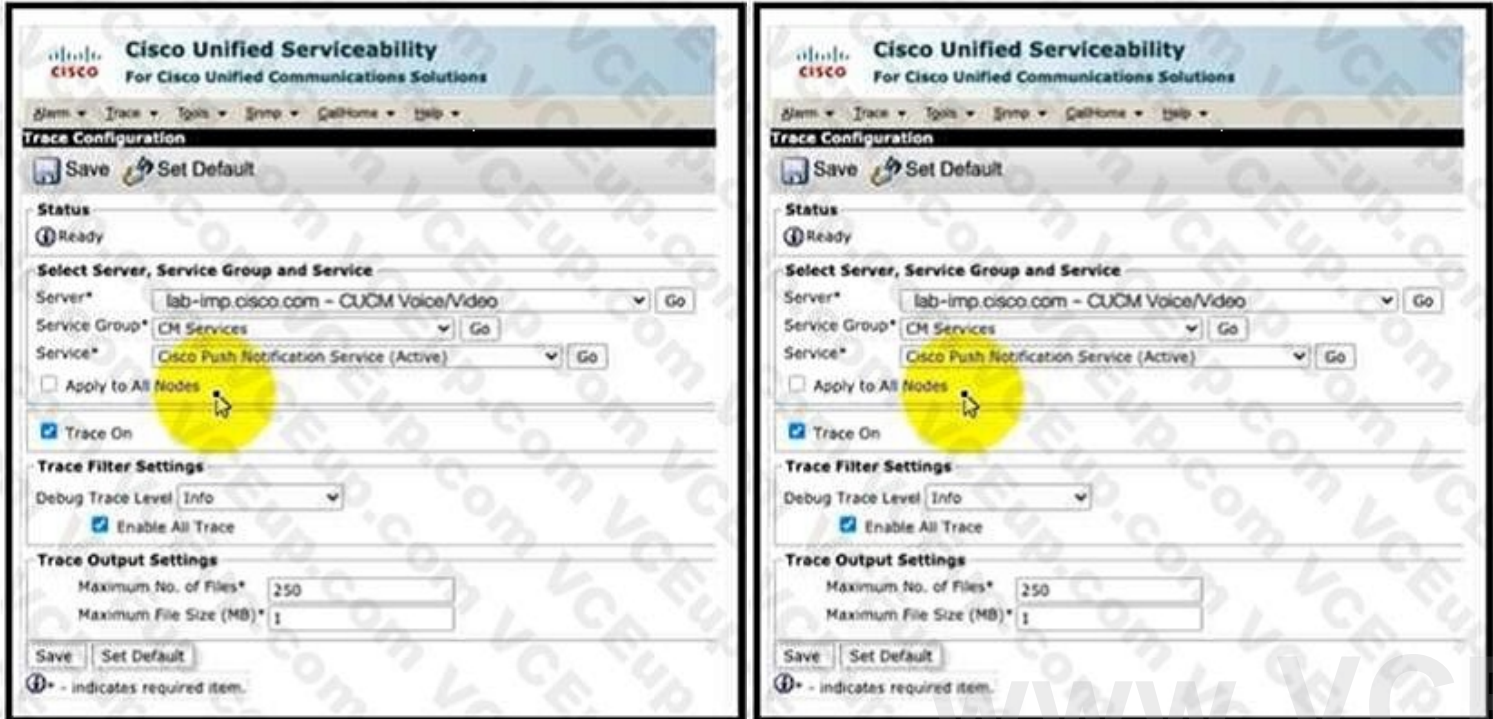 Cisco Unified Serviceability
CISCO
For Cisco Unified Communications Solutions
Alarm Trace Tools Snmp CallHome Help
Trace Configuration
Save Set Default
Status
Ready
Select Server, Service Group and Service
Server* lab-imp.cisco.com – CUCM Voice/Video Go
Service Group* CM Services Go
Service* Cisco Push Notification Service (Active) Go
Apply to All Nodes
Trace On
Trace Filter Settings
Debug Trace Level Info
Enable All Trace
Trace Output Settings
Maximum No. of Files* 250
Maximum File Size (MB)* 1
Save Set Default
* - indicates required item.
Cisco Unified Serviceability
CISCO
For Cisco Unified Communications Solutions
Alarm Trace Tools Snmp CallHome Help
Trace Configuration
Save Set Default
Status
Ready
Select Server, Service Group and Service
Server* lab-imp.cisco.com – CUCM Voice/Video Go
Service Group* CM Services Go
Service* Cisco Push Notification Service (Active) Go
Apply to All Nodes
Trace On
Trace Filter Settings
Debug Trace Level Info
Enable All Trace
Trace Output Settings
Maximum No. of Files* 250
Maximum File Size (MB)* 1
Save Set Default
* - indicates required item.
VCEup.com